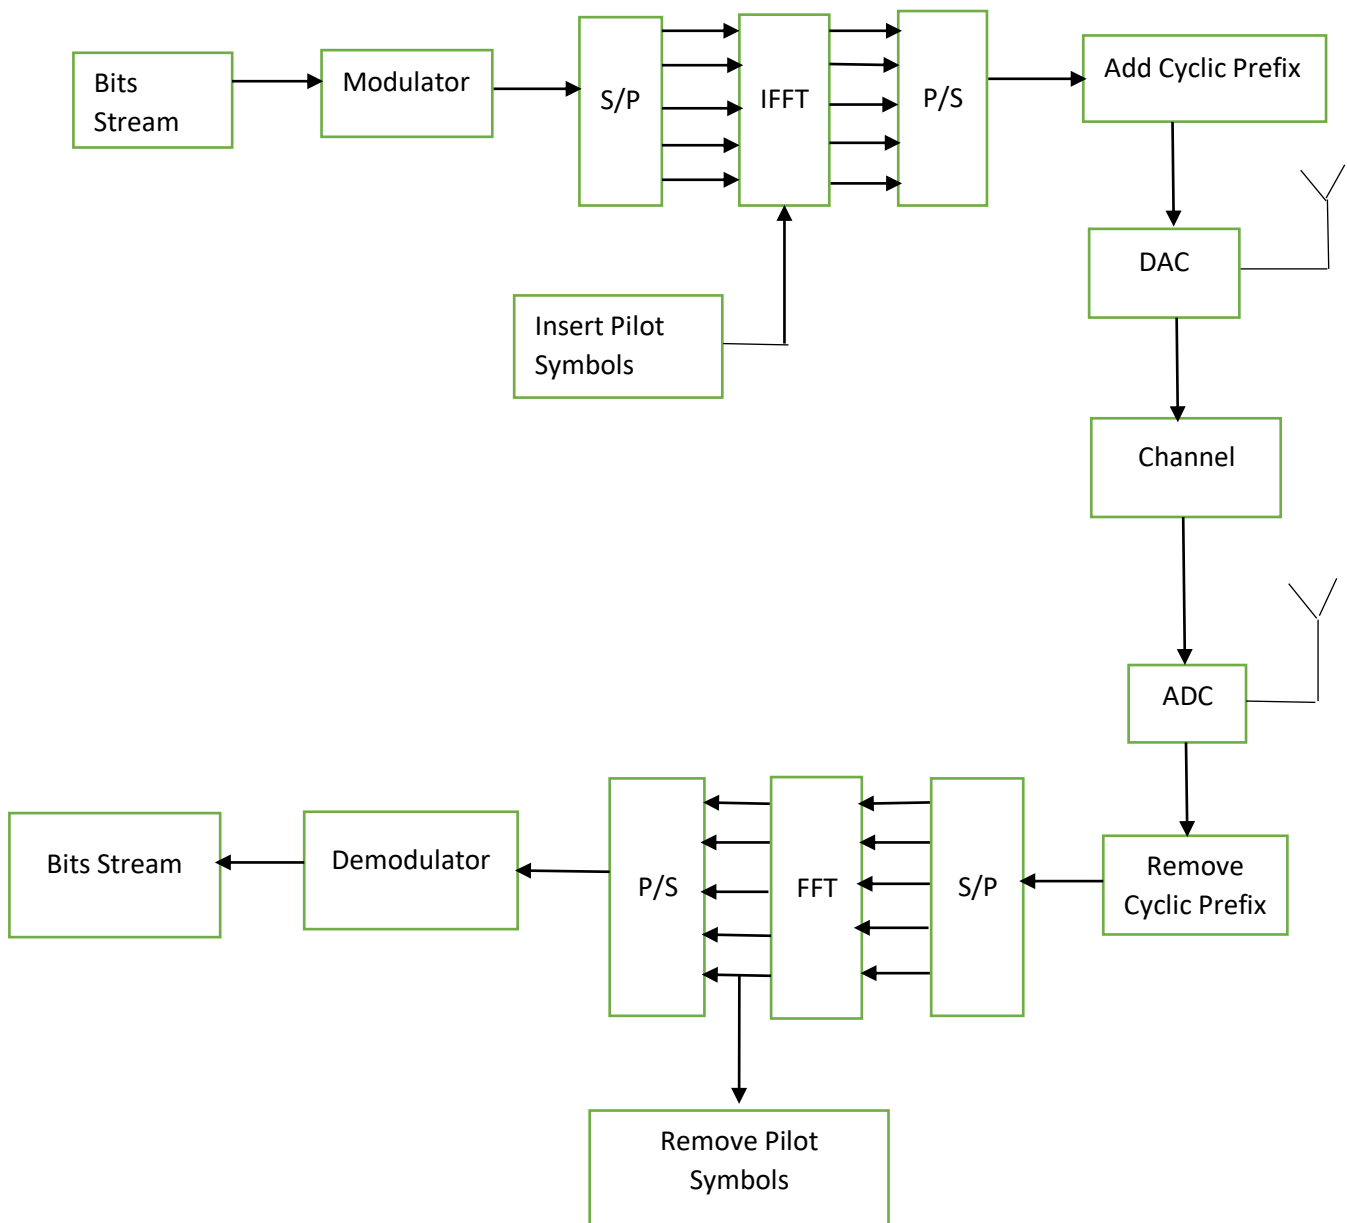 Bits
Stream
Modulator
S/P
IFFT
P/S
Add Cyclic Prefix
DAC
Insert Pilot
Symbols
Channel
ADC
Bits Stream
Demodulator
P/S
FFT
S/P
Remove
Cyclic Prefix
Remove Pilot
Symbols